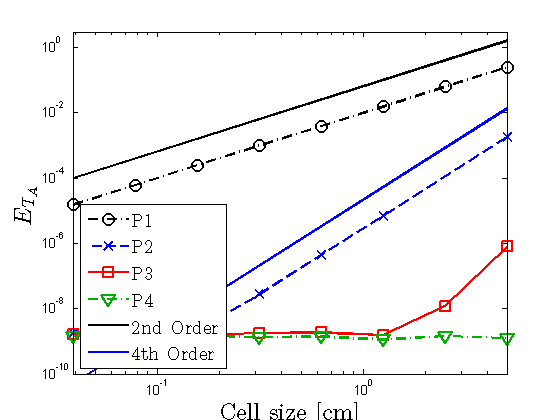 10^0
10^-2
10^-4
10^-6
10^-8
10^-10
E_{T_A}
P1
P2
P3
P4
2nd Order
4th Order
10^-1
10^0
Cell size [cm]